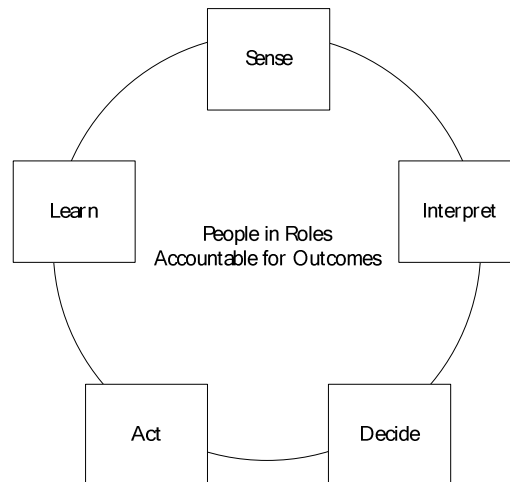 Sense
Learn
Interpret
People in Roles
Accountable for Outcomes
Act
Decide